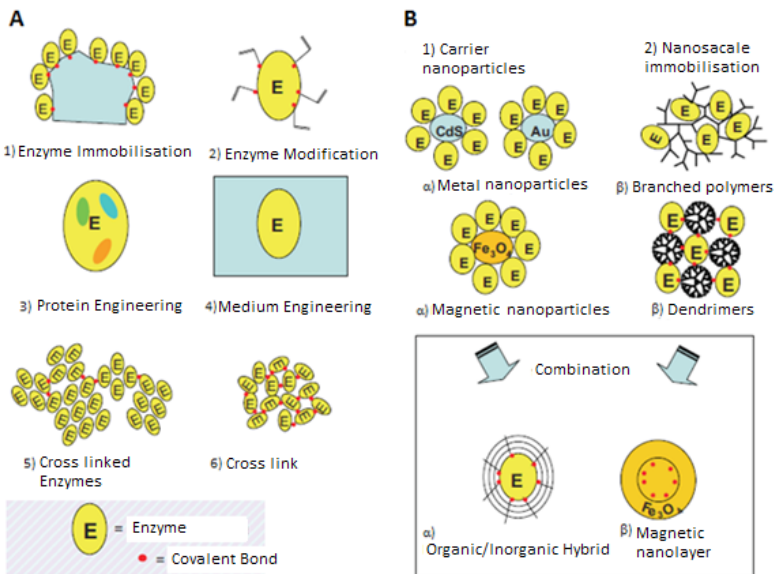 A
E E E E E E E E E
1) Enzyme Immobilisation
E
2) Enzyme Modification
E
3) Protein Engineering
E
4) Medium Engineering
5) Cross linked
Enzymes
6) Cross link
E = Enzyme
= Covalent Bond
B
1) Carrier
nanoparticles
2) Nanosacale
immobilisation
E E E E E E CdS
E E E E E Au
α) Metal nanoparticles
E E E E
β) Branched polymers
E E E E E E E Fe3O4
α) Magnetic nanoparticles
E E
E
E E
β) Dendrimers
Combination
E
α)
Organic/Inorganic Hybrid
Fe3O4
β) Magnetic
nanolayer